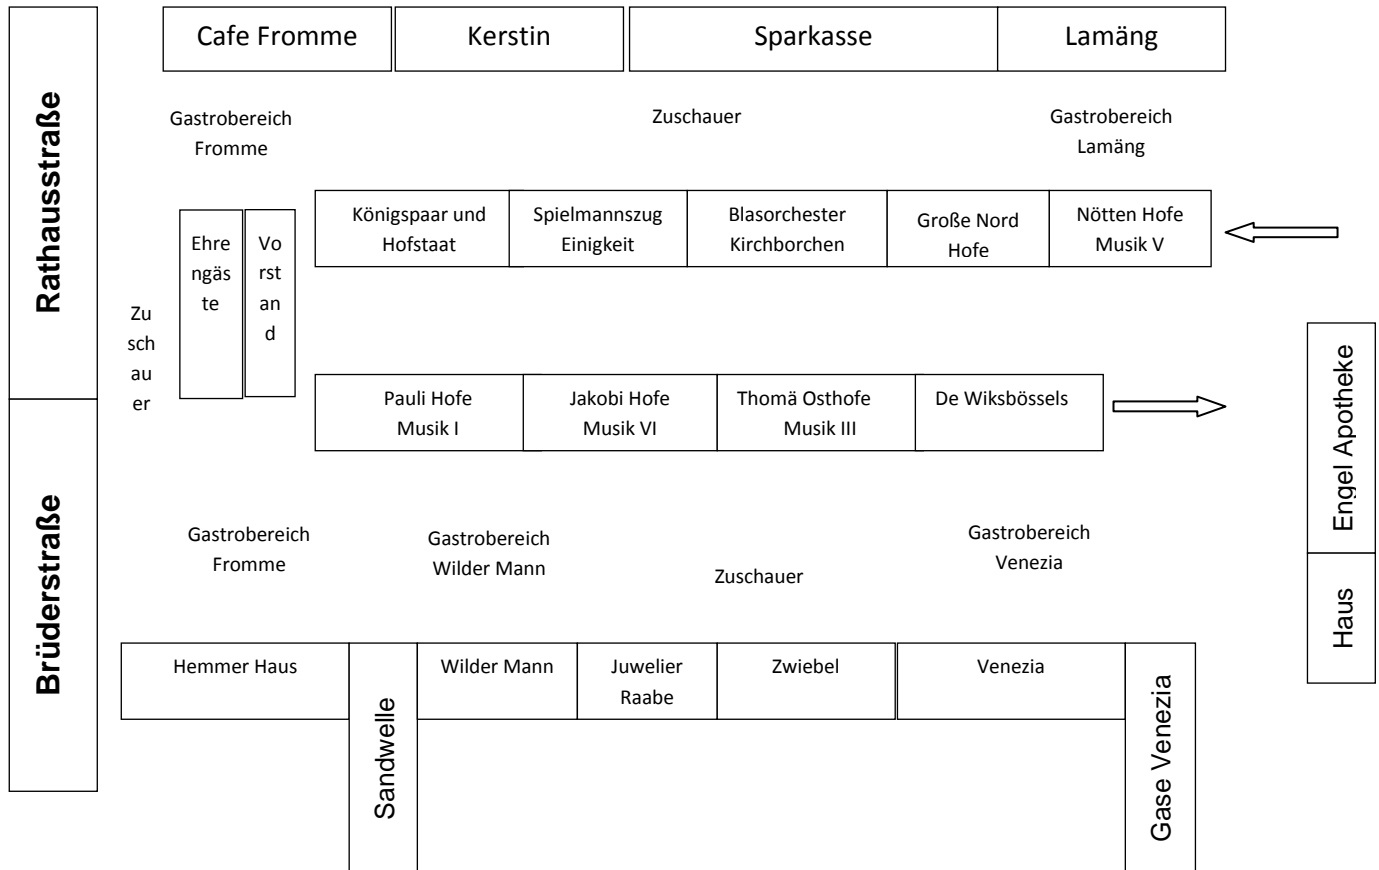 Cafe Fromme
Kerstin
Sparkasse
Lamäng
Rathausstraße
Gastrobereich
Fromme
Zuschauer
Gastrobereich
Lamäng
Ehre
ngäs
te
Vo
rst
an
d
Königspaar und
Hofstaat
Spielmannszug
Einigkeit
Blasorchester
Kirchborchen
Große Nord
Hofe
Nötten Hofe
Musik V
Zu
sch
au
er
Pauli Hofe
Musik I
Jakobi Hofe
Musik VI
Thomä Osthofe
Musik III
De Wiksbössels
Engel Apotheke
Haus
Brüderstraße
Gastrobereich
Fromme
Gastrobereich
Wilder Mann
Zuschauer
Gastrobereich
Venezia
Hemmer Haus
Sandwelle
Wilder Mann
Juwelier
Raabe
Zwiebel
Venezia
Gase Venezia